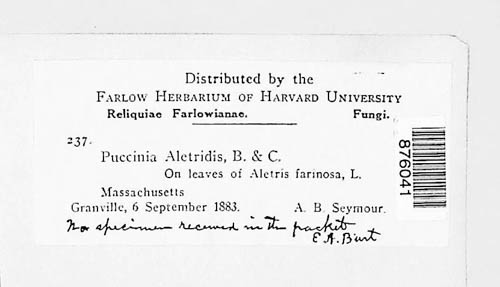 Distributed by the
FARLOW HERBARIUM OF HARVARD UNIVERSITY
Reliquiae Farlowianae. Fungi.
237.
Puccinia Aletridis, B. & C.
On leaves of Aletris farinosa, L.
Massachusetts
Granville, 6 September 1883. A. B. Seymour.
No specimen received in the packet
E. A. Burt
876041